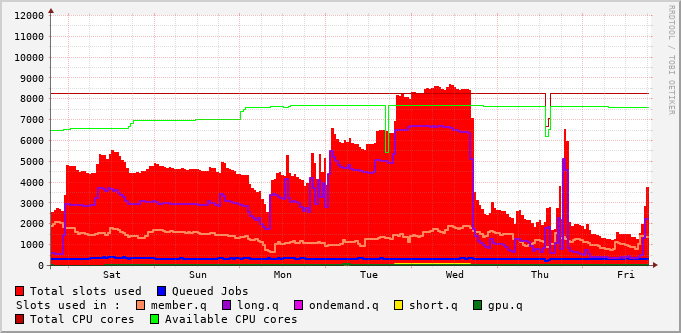 RRDTOOL / TOBI OETIKER
12000
11000
10000
9000
8000
7000
6000
5000
4000
3000
2000
1000
0
Sat Sun Mon Tue Wed Thu Fri
Total slots used Queued Jobs
Slots used in : member.q long.q ondemand.q short.q gpu.q
Total CPU cores Available CPU cores